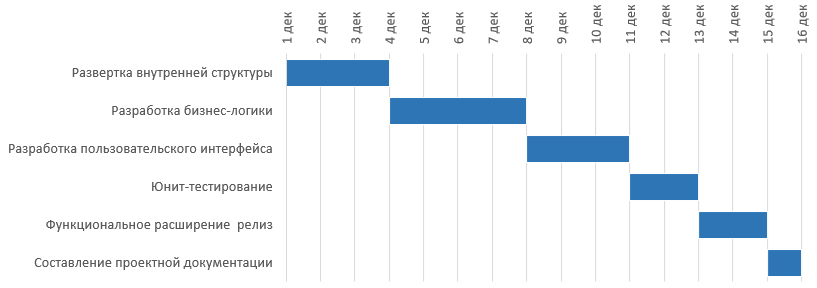 1 дек
2 дек
3 дек
4 дек
5 дек
6 дек
7 дек
8 дек
9 дек
10 дек
11 дек
12 дек
13 дек
14 дек
15 дек
16 дек
Развертка внутренней структуры
Разработка бизнес-логики
Разработка пользовательского интерфейса
Юнит-тестирование
Функциональное расширение  релиз
Составление проектной документации